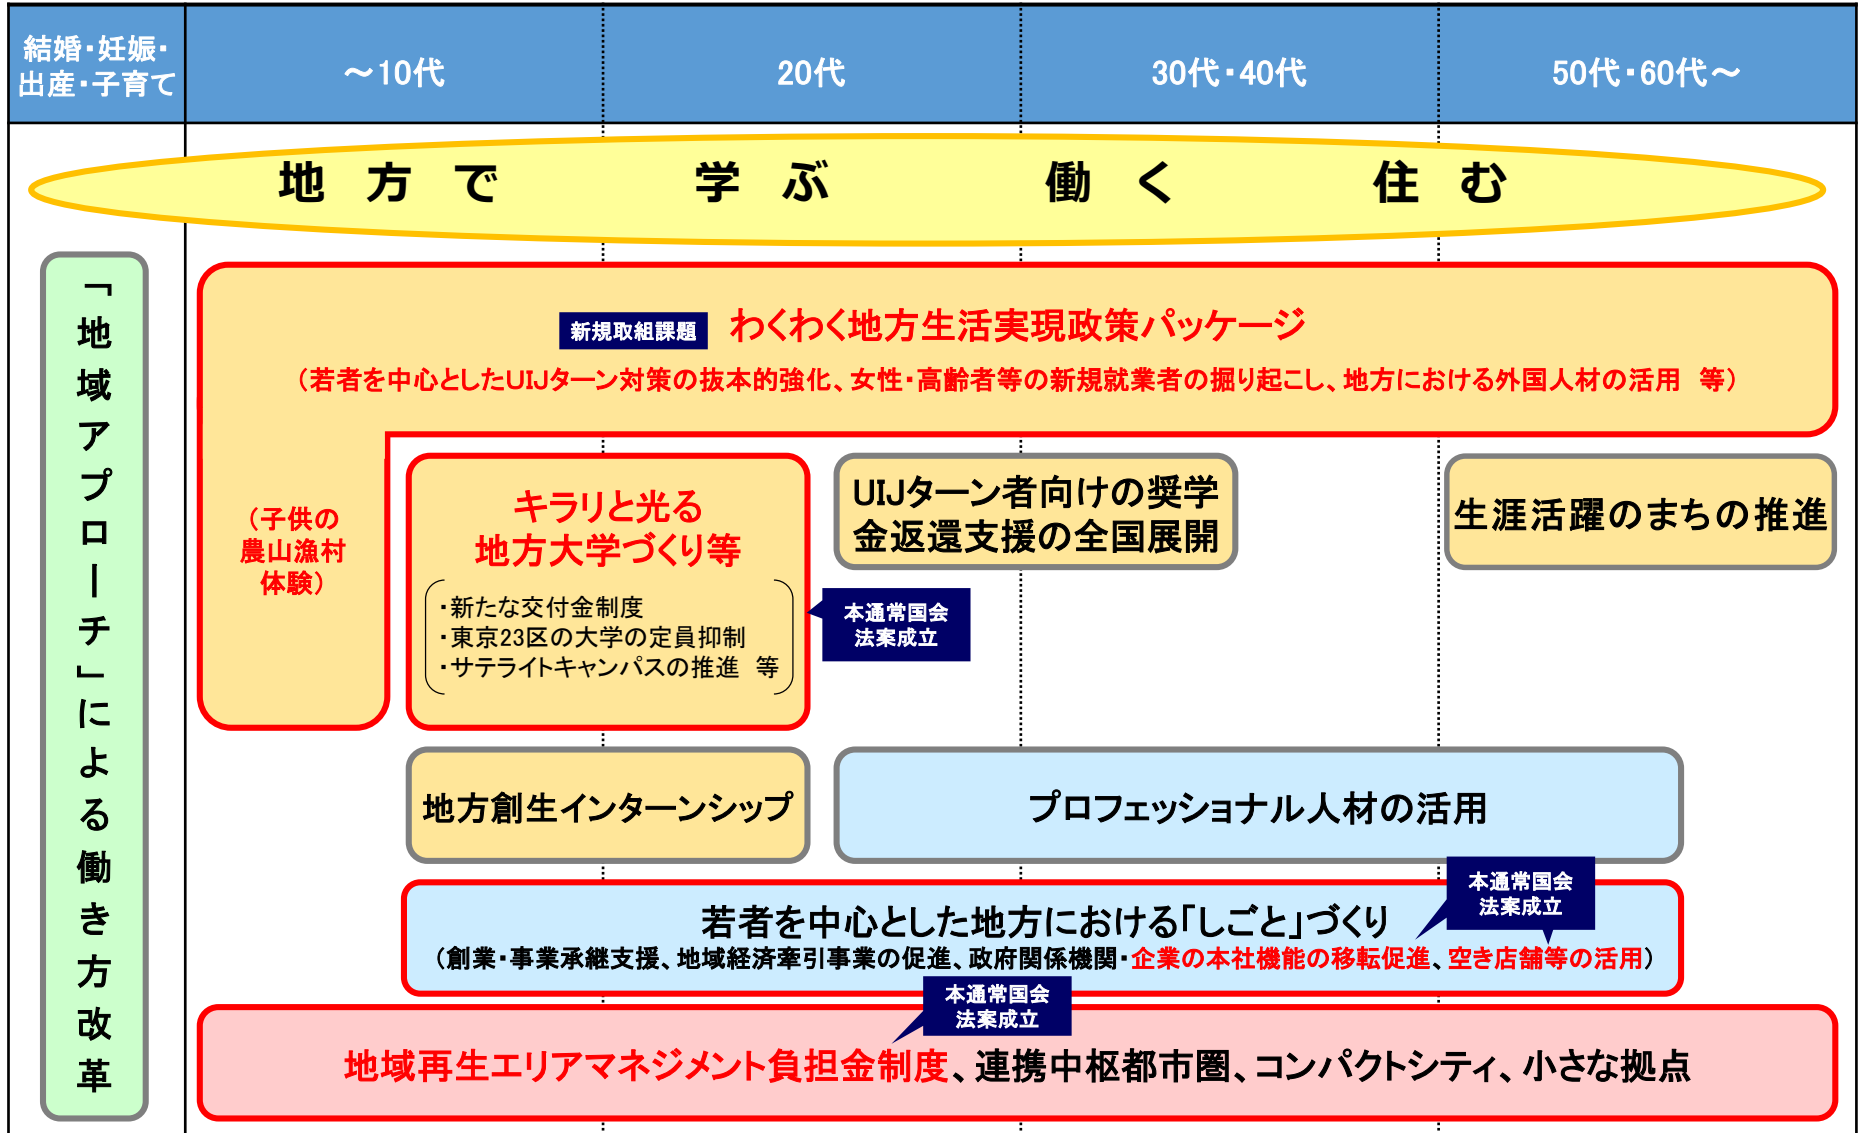 結婚・妊娠・
出産・子育て
～10代
20代
30代・40代
50代・60代～
地方で　学ぶ　働く　住む
「地域アプローチ」による働き方改革
新規取組課題
わくわく地方生活実現政策パッケージ
（若者を中心としたUIJターン対策の抜本的強化、女性・高齢者等の新規就業者の掘り起こし、地方における外国人材の活用　等）
（子供の
農山漁村
体験）
キラリと光る
地方大学づくり等
・新たな交付金制度
・東京23区の大学の定員抑制
・サテライトキャンパスの推進　等
本通常国会
法案成立
UIJターン者向けの奨学
金返還支援の全国展開
生涯活躍のまちの推進
地方創生インターンシップ
プロフェッショナル人材の活用
本通常国会
法案成立
若者を中心とした地方における「しごと」づくり
（創業・事業承継支援、地域経済牽引事業の促進、政府関係機関・企業の本社機能の移転促進、空き店舗等の活用）
本通常国会
法案成立
地域再生エリアマネジメント負担金制度、連携中枢都市圏、コンパクトシティ、小さな拠点